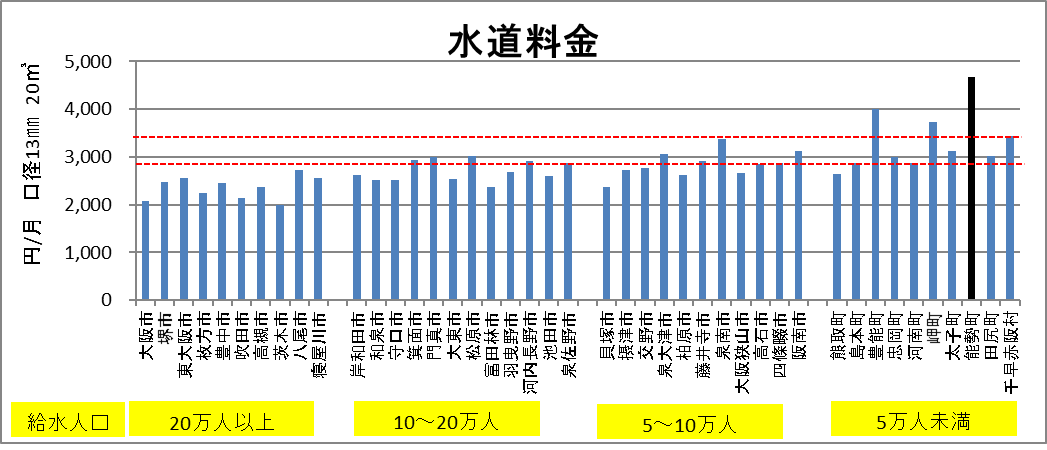 水道料金
円/月　口径13㎜ 20㎥
5,000
4,000
3,000
2,000
1,000
0
大阪市
堺市
東大阪市
枚方市
豊中市
吹田市
高槻市
茨木市
八尾市
寝屋川市
岸和田市
和泉市
守口市
箕面市
門真市
大東市
松原市
富田林市
羽曳野市
河内長野市
池田市
泉佐野市
貝塚市
摂津市
交野市
泉大津市
柏原市
藤井寺市
泉南市
大阪狭山市
高石市
四條畷市
阪南市
熊取町
島本町
豊能町
忠岡町
河南町
岬町
太子町
能勢町
田尻町
千早赤阪村
給水人口
20万人以上
10～20万人
5～10万人
5万人未満